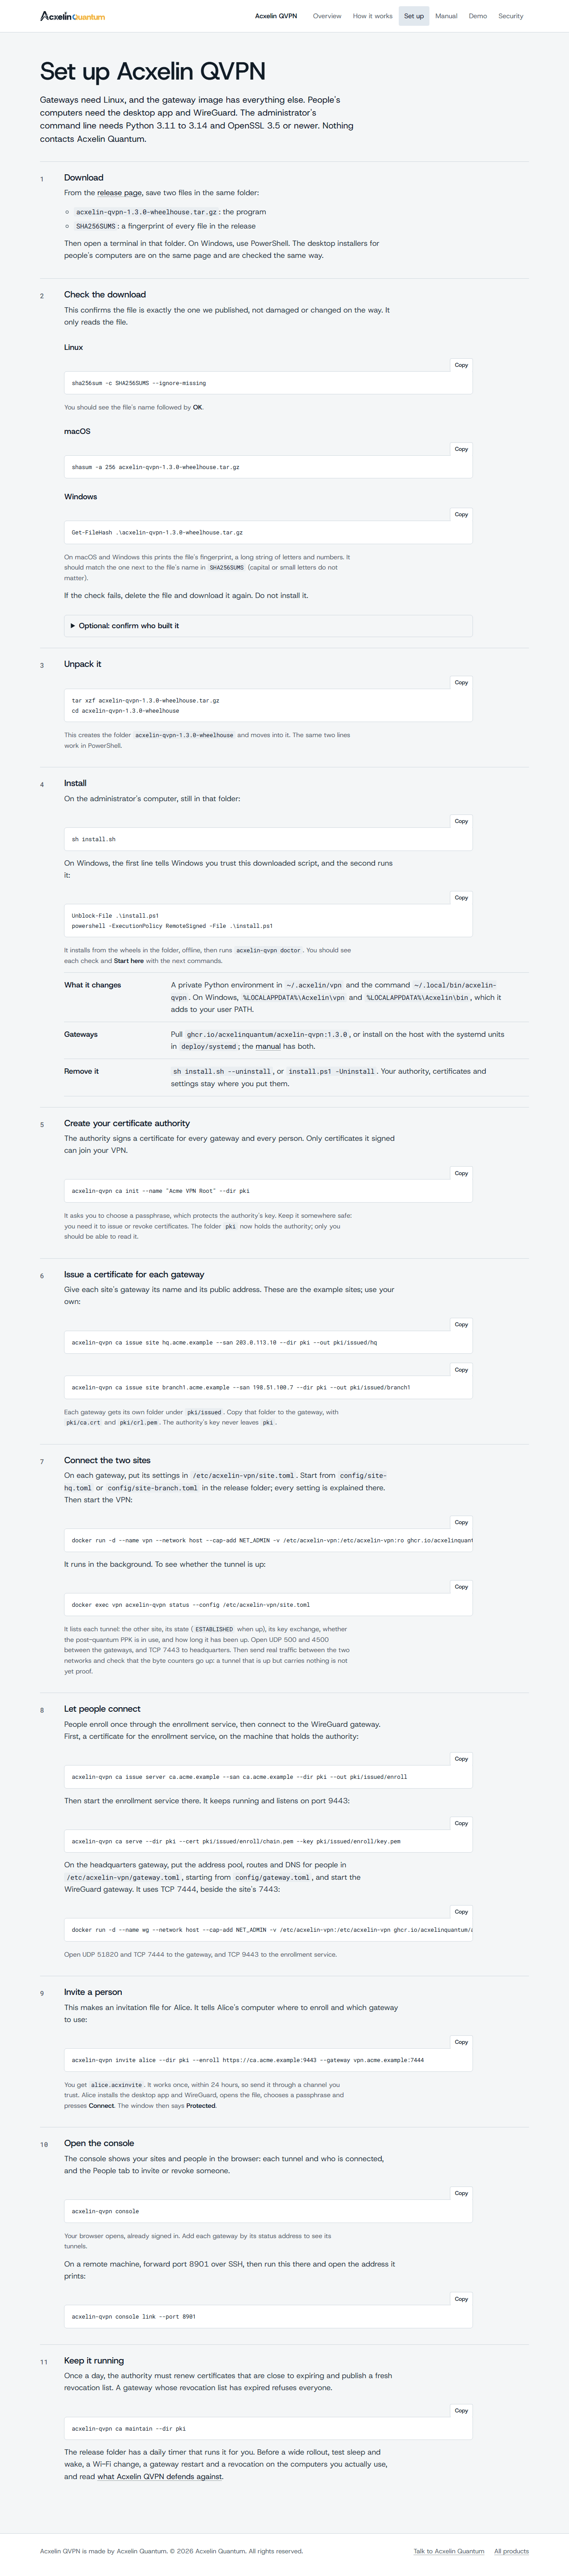 Acxelin Quantum
Acxelin QVPN Overview How it works Set up Manual Demo Security
Set up Acxelin QVPN
Gateways need Linux, and the gateway image has everything else. People's
computers need the desktop app and WireGuard. The administrator's
command line needs Python 3.11 to 3.14 and OpenSSL 3.5 or newer. Nothing
contacts Acxelin Quantum.
1 Download
From the release page, save two files in the same folder:
acxelin-qvpn-1.3.0-wheelhouse.tar.gz: the program
SHA256SUMS: a fingerprint of every file in the release
Then open a terminal in that folder. On Windows, use PowerShell. The desktop installers for
people's computers are on the same page and are checked the same way.
2 Check the download
This confirms the file is exactly the one we published, not damaged or changed on the way. It
only reads the file.
Linux
Copy
sha256sum -c SHA256SUMS --ignore-missing
You should see the file's name followed by OK.
macOS
Copy
shasum -a 256 acxelin-qvpn-1.3.0-wheelhouse.tar.gz
Windows
Copy
Get-FileHash .\acxelin-qvpn-1.3.0-wheelhouse.tar.gz
On macOS and Windows this prints the file's fingerprint, a long string of letters and numbers. It
should match the one next to the file's name in SHA256SUMS (capital or small letters do not
matter).
If the check fails, delete the file and download it again. Do not install it.
Optional: confirm who built it
3 Unpack it
Copy
tar xzf acxelin-qvpn-1.3.0-wheelhouse.tar.gz
cd acxelin-qvpn-1.3.0-wheelhouse
This creates the folder acxelin-qvpn-1.3.0-wheelhouse and moves into it. The same two lines
work in PowerShell.
4 Install
On the administrator's computer, still in that folder:
Copy
sh install.sh
On Windows, the first line tells Windows you trust this downloaded script, and the second runs
it:
Copy
Unblock-File .\install.ps1
powershell -ExecutionPolicy RemoteSigned -File .\install.ps1
It installs from the wheels in the folder, offline, then runs acxelin-qvpn doctor. You should see
each check and Start here with the next commands.
What it changes A private Python environment in ~/.acxelin/vpn and the command ~/.local/bin/acxelin-
qvpn. On Windows, %LOCALAPPDATA%\Acxelin\vpn and %LOCALAPPDATA%\Acxelin\bin, which it
adds to your user PATH.
Gateways Pull ghcr.io/acxelinquantum/acxelin-qvpn:1.3.0, or install on the host with the systemd units
in deploy/systemd; the manual has both.
Remove it sh install.sh --uninstall, or install.ps1 -Uninstall. Your authority, certificates and
settings stay where you put them.
5 Create your certificate authority
The authority signs a certificate for every gateway and every person. Only certificates it signed
can join your VPN.
Copy
acxelin-qvpn ca init --name "Acme VPN Root" --dir pki
It asks you to choose a passphrase, which protects the authority's key. Keep it somewhere safe:
you need it to issue or revoke certificates. The folder pki now holds the authority; only you
should be able to read it.
6 Issue a certificate for each gateway
Give each site's gateway its name and its public address. These are the example sites; use your
own:
Copy
acxelin-qvpn ca issue site hq.acme.example --san 203.0.113.10 --dir pki --out pki/issued/hq
Copy
acxelin-qvpn ca issue site branch1.acme.example --san 198.51.100.7 --dir pki --out pki/issued/branch1
Each gateway gets its own folder under pki/issued. Copy that folder to the gateway, with
pki/ca.crt and pki/crl.pem. The authority's key never leaves pki.
7 Connect the two sites
On each gateway, put its settings in /etc/acxelin-vpn/site.toml. Start from config/site-
hq.toml or config/site-branch.toml in the release folder; every setting is explained there.
Then start the VPN:
Copy
docker run -d --name vpn --network host --cap-add NET_ADMIN -v /etc/acxelin-vpn:/etc/acxelin-vpn:ro ghcr.io/acxelinquant
It runs in the background. To see whether the tunnel is up:
Copy
docker exec vpn acxelin-qvpn status --config /etc/acxelin-vpn/site.toml
It lists each tunnel: the other site, its state (ESTABLISHED when up), its key exchange, whether
the post-quantum PPK is in use, and how long it has been up. Open UDP 500 and 4500
between the gateways, and TCP 7443 to headquarters. Then send real traffic between the two
networks and check that the byte counters go up: a tunnel that is up but carries nothing is not
yet proof.
8 Let people connect
People enroll once through the enrollment service, then connect to the WireGuard gateway.
First, a certificate for the enrollment service, on the machine that holds the authority:
Copy
acxelin-qvpn ca issue server ca.acme.example --san ca.acme.example --dir pki --out pki/issued/enroll
Then start the enrollment service there. It keeps running and listens on port 9443:
Copy
acxelin-qvpn ca serve --dir pki --cert pki/issued/enroll/chain.pem --key pki/issued/enroll/key.pem
On the headquarters gateway, put the address pool, routes and DNS for people in
/etc/acxelin-vpn/gateway.toml, starting from config/gateway.toml, and start the
WireGuard gateway. It uses TCP 7444, beside the site's 7443:
Copy
docker run -d --name wg --network host --cap-add NET_ADMIN -v /etc/acxelin-vpn:/etc/acxelin-vpn ghcr.io/acxelinquantum/a
Open UDP 51820 and TCP 7444 to the gateway, and TCP 9443 to the enrollment service.
9 Invite a person
This makes an invitation file for Alice. It tells Alice's computer where to enroll and which gateway
to use:
Copy
acxelin-qvpn invite alice --dir pki --enroll https://ca.acme.example:9443 --gateway vpn.acme.example:7444
You get alice.acxinvite. It works once, within 24 hours, so send it through a channel you
trust. Alice installs the desktop app and WireGuard, opens the file, chooses a passphrase and
presses Connect. The window then says Protected.
10 Open the console
The console shows your sites and people in the browser: each tunnel and who is connected,
and the People tab to invite or revoke someone.
Copy
acxelin-qvpn console
Your browser opens, already signed in. Add each gateway by its status address to see its
tunnels.
On a remote machine, forward port 8901 over SSH, then run this there and open the address it
prints:
Copy
acxelin-qvpn console link --port 8901
11 Keep it running
Once a day, the authority must renew certificates that are close to expiring and publish a fresh
revocation list. A gateway whose revocation list has expired refuses everyone.
Copy
acxelin-qvpn ca maintain --dir pki
The release folder has a daily timer that runs it for you. Before a wide rollout, test sleep and
wake, a Wi-Fi change, a gateway restart and a revocation on the computers you actually use,
and read what Acxelin QVPN defends against.
Acxelin QVPN is made by Acxelin Quantum. © 2026 Acxelin Quantum. All rights reserved. Talk to Acxelin Quantum All products